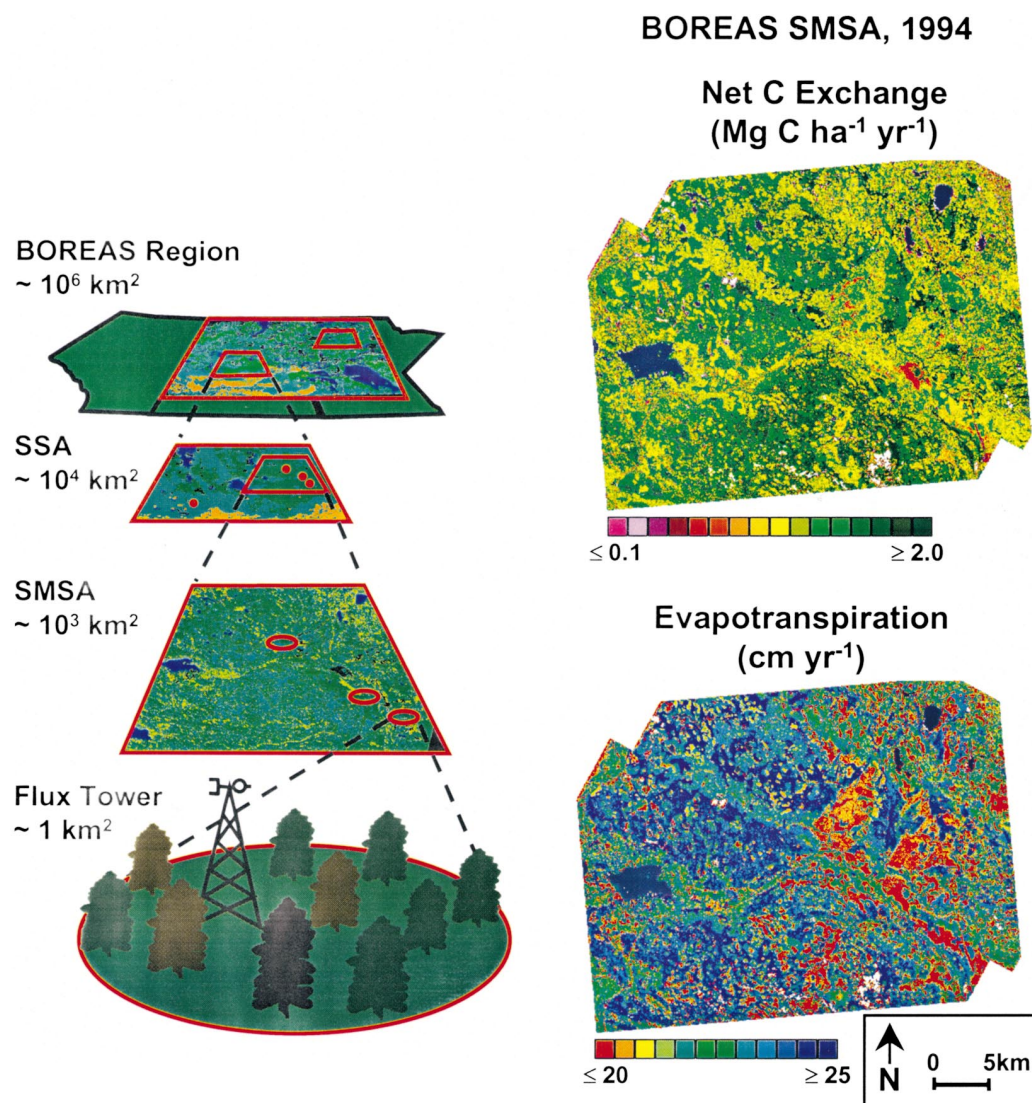 BOREAS SMSA, 1994
Net C Exchange
(Mg C ha⁻¹ yr⁻¹)
BOREAS Region
~ 10⁶ km²
SSA
~ 10⁴ km²
SMSA
~ 10³ km²
Flux Tower
~ 1 km²
≤ 0.1
≥ 2.0
Evapotranspiration
(cm yr⁻¹)
≤ 20
≥ 25
N
0 5km